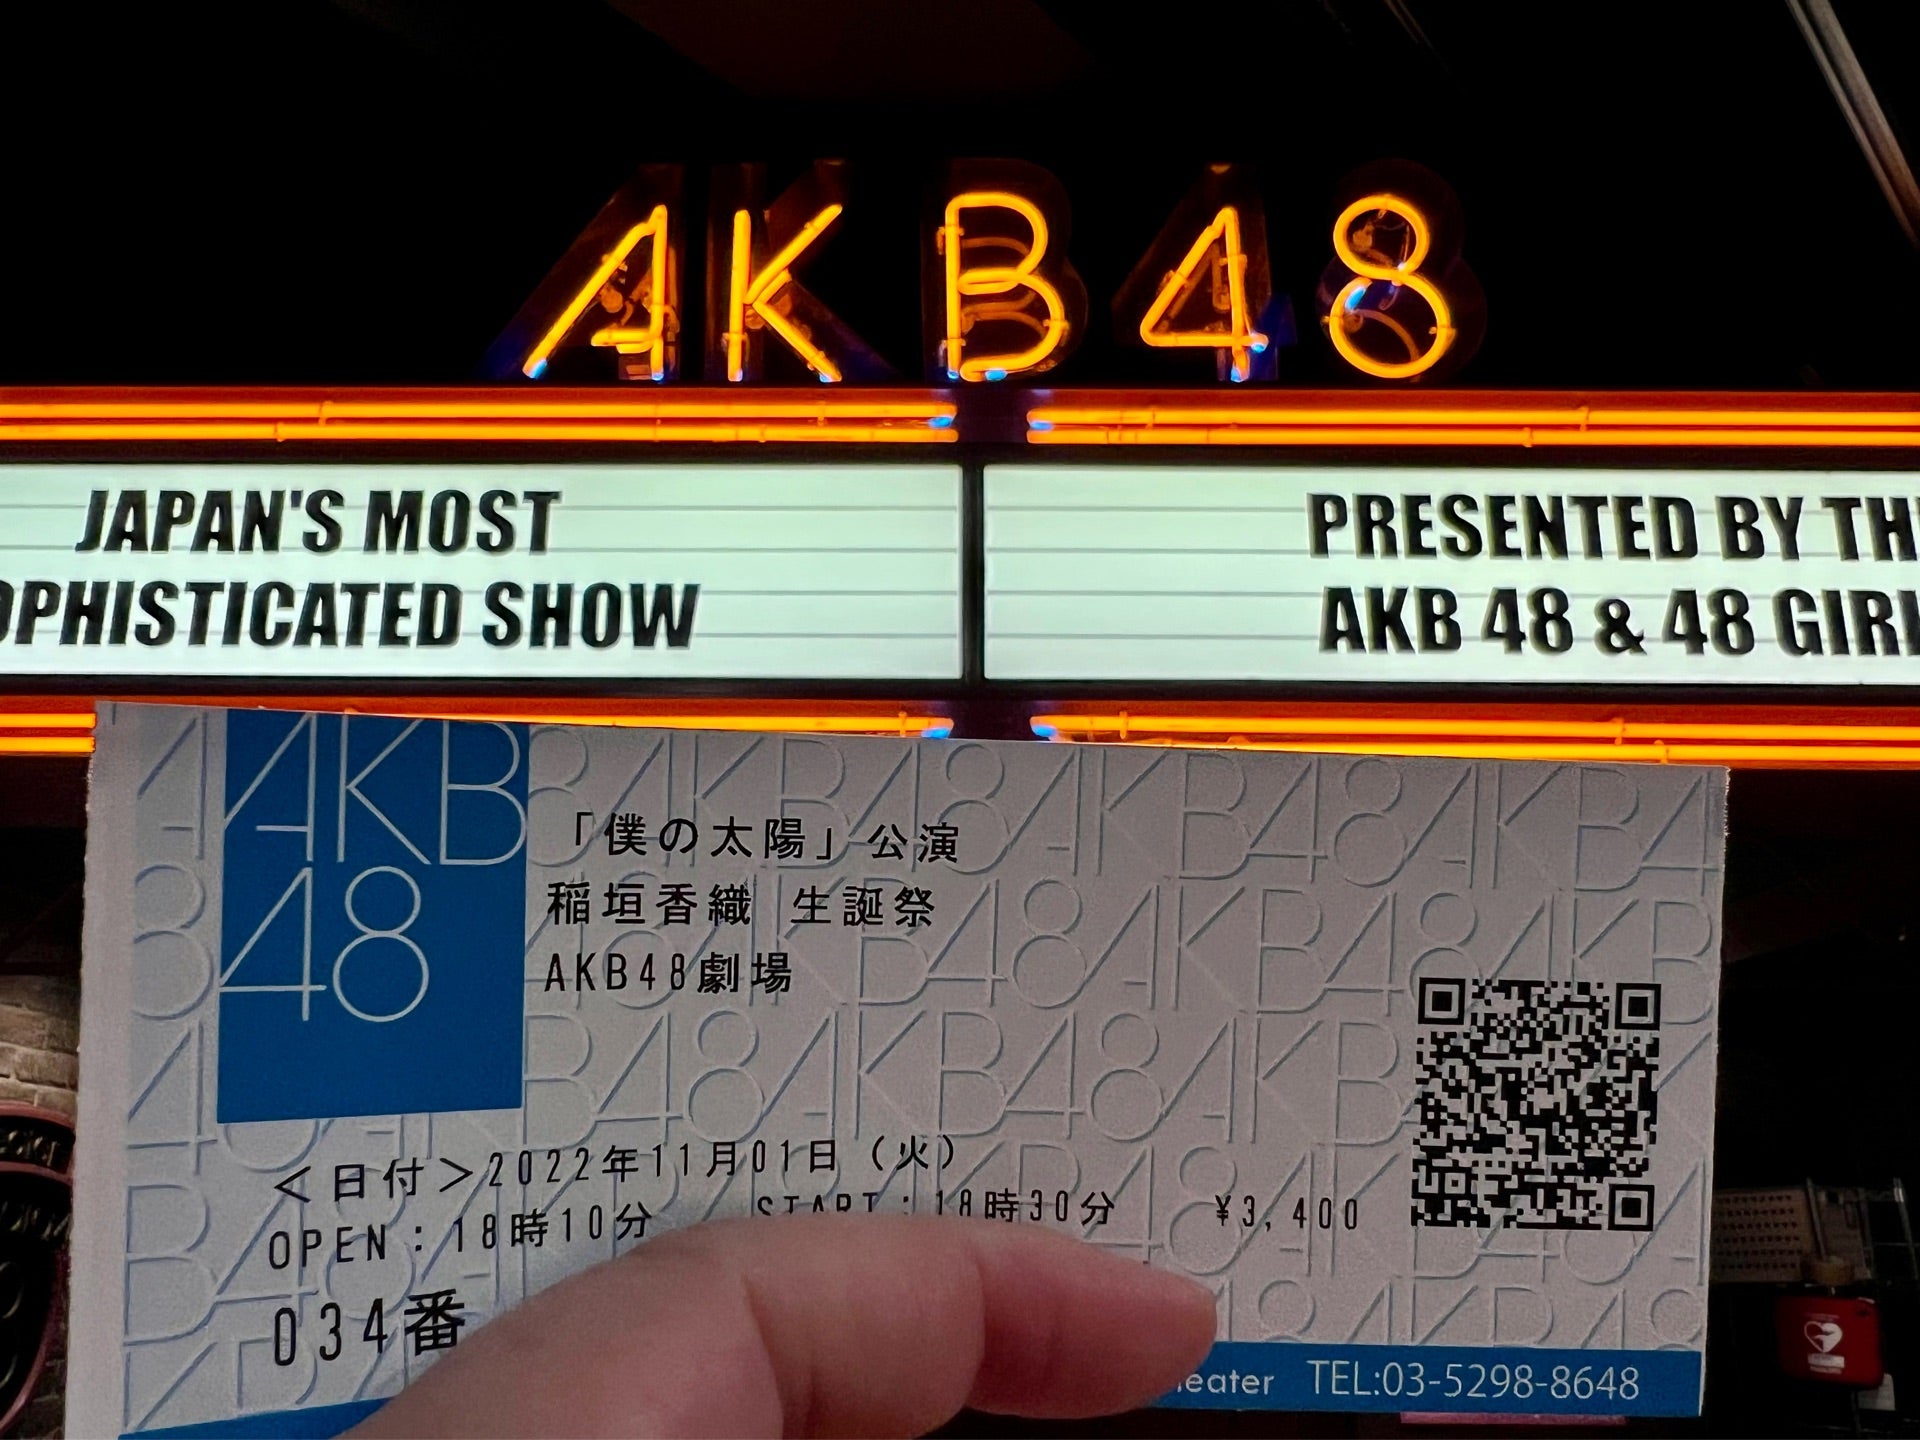 AKB48
JAPAN'S MOST
SOPHISTICATED SHOW
PRESENTED BY
AKB 48 & 48
AKB
48
「僕の太陽」公演
稲垣香織 生誕祭
AKB48劇場
<日付>2022年11月01日(火)
OPEN:18時10分 START:18時30分 ¥3,400
034番
TEL:03-5298-8648